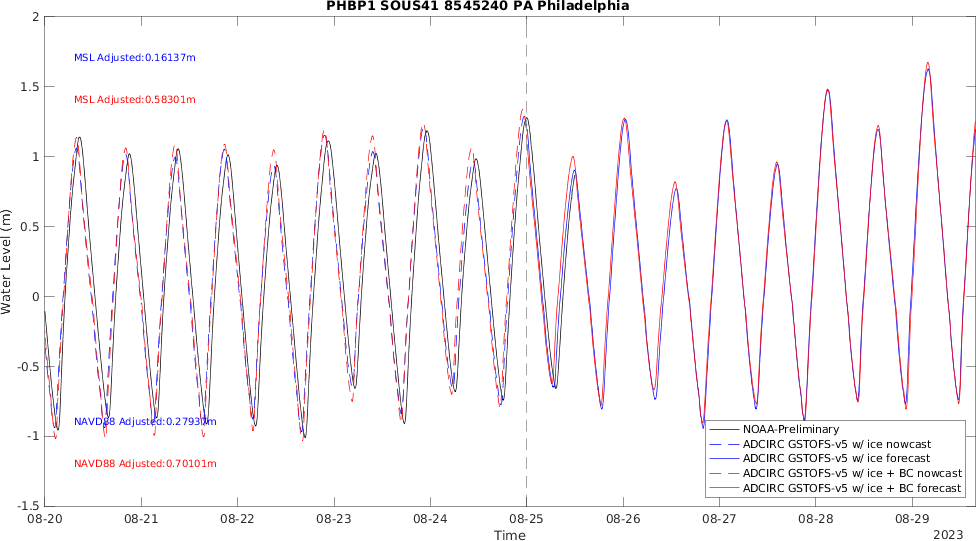 PHBP1 SOUS41 8545240 PA Philadelphia
2
1.5
1
0.5
0
-0.5
-1
-1.5
Water Level (m)
MSL Adjusted:0.16137m
MSL Adjusted:0.58301m
NAVD88 Adjusted:0.27937m
NAVD88 Adjusted:0.70101m
NOAA-Preliminary
ADCIRC GSTOFS-v5 w/ ice nowcast
ADCIRC GSTOFS-v5 w/ ice forecast
ADCIRC GSTOFS-v5 w/ ice + BC nowcast
ADCIRC GSTOFS-v5 w/ ice + BC forecast
08-20 08-21 08-22 08-23 08-24 08-25 08-26 08-27 08-28 08-29
Time
2023